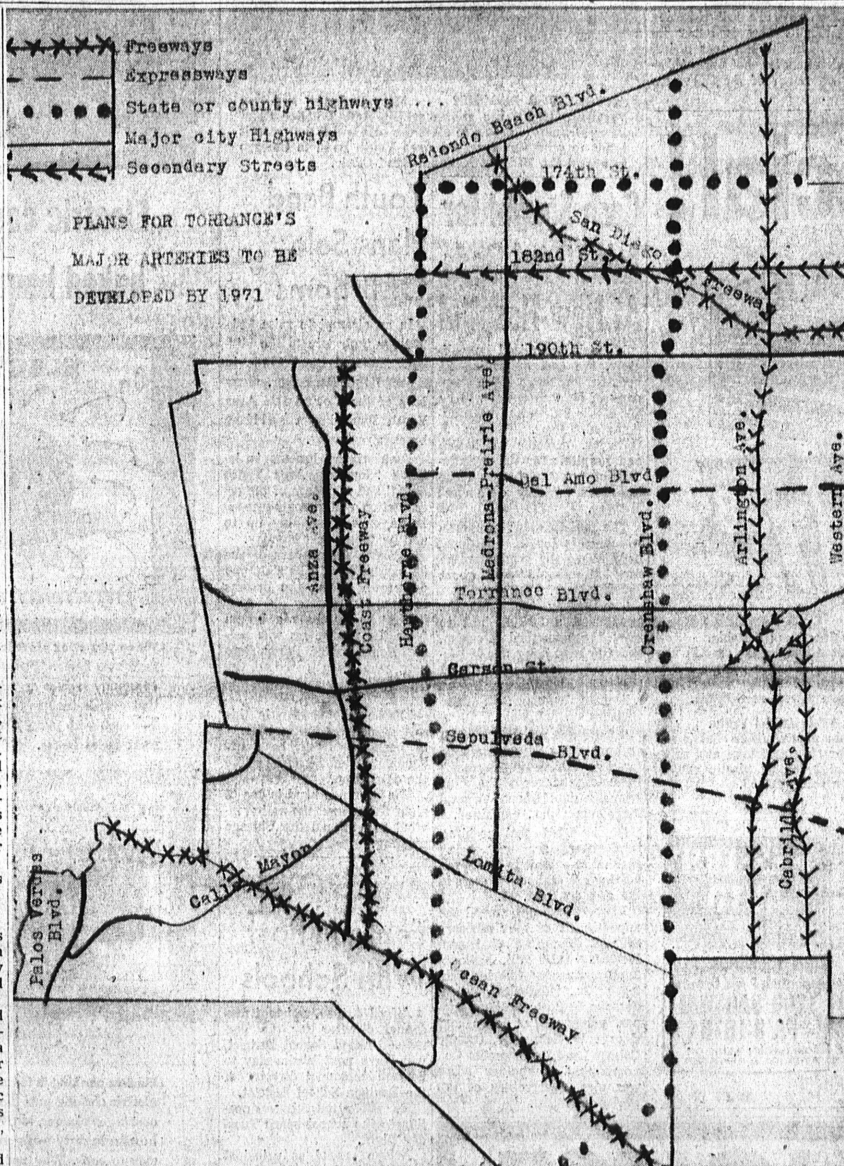 Freeways
Expressways
State or county highways ...
Major city Highways
Secondary Streets
PLANS FOR TORRANCE'S
MAJOR ARTERIES TO BE
DEVELOPED BY 1971
Redondo Beach Blvd.
174th St.
San Diego
Freeway
182nd St.
190th St.
Anza Ave.
Coast Freeway
Hawthorne Blvd.
Madrona-Prairie Ave.
Del Amo Blvd
Crenshaw Blvd.
Arlington Ave.
Western Ave.
Torrance Blvd.
Carson St.
Sepulveda
Blvd.
Cabrillo Ave.
Calle Mayor
Lomita Blvd.
Palos Verdes
Blvd.
Ocean Freeway